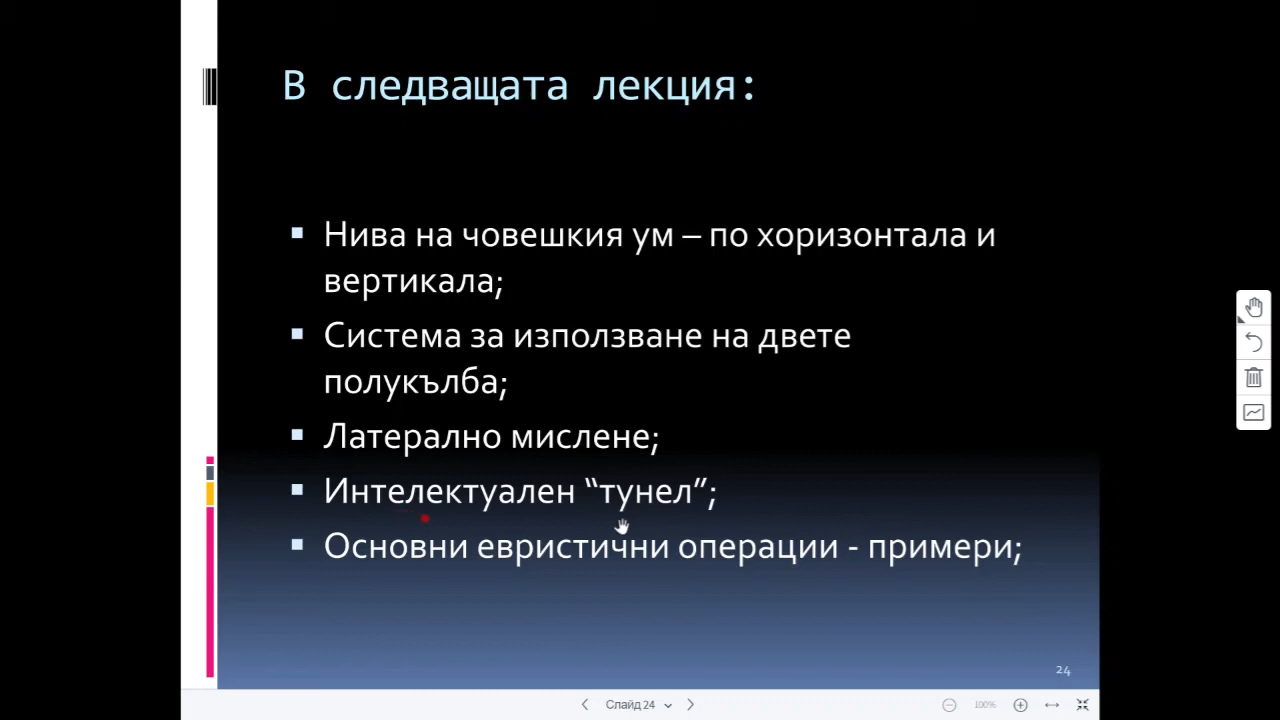 В следващата лекция:
Нива на човешкия ум – по хоризонтала и
вертикала;
Система за използване на двете
полукълба;
Латерално мислене;
Интелектуален “тунел”;
Основни евристични операции - примери;
24
Слайд 24
100%